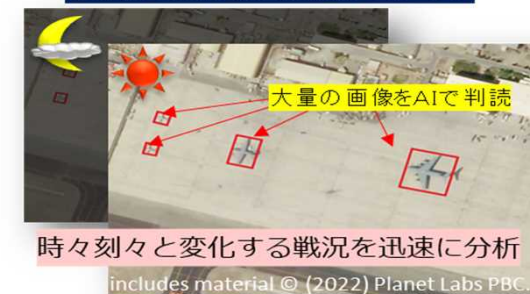 大量の画像をAIで判読
時々刻々と変化する戦況を迅速に分析
includes material © (2022) Planet Labs PBC.